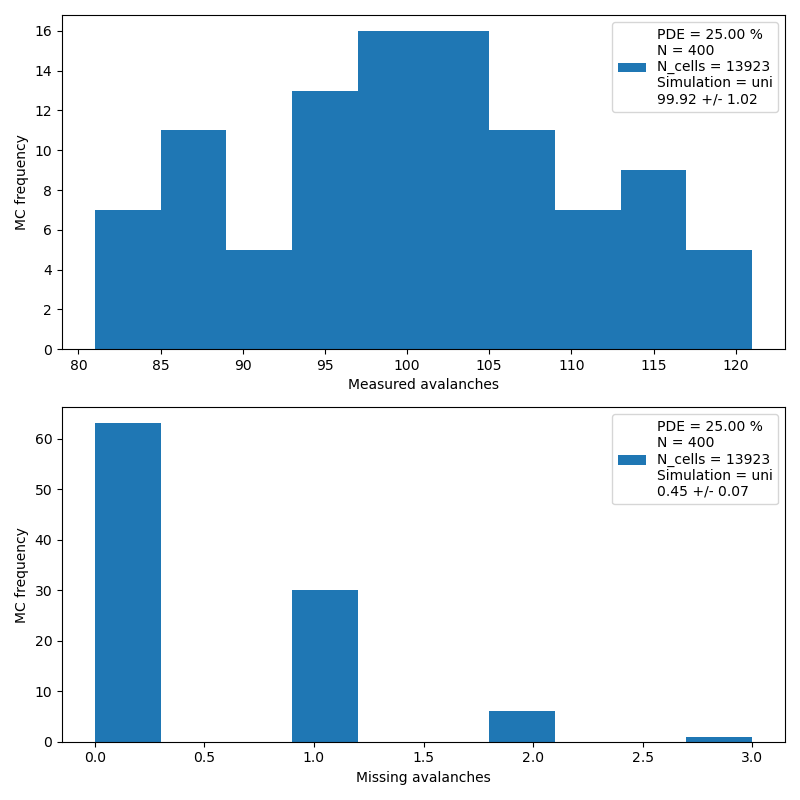 16
14
12
10
8
6
4
2
0
MC frequency
PDE = 25.00 %
N = 400
N_cells = 13923
Simulation = uni
99.92 +/- 1.02
80 85 90 95 100 105 110 115 120
Measured avalanches
60
50
40
30
20
10
0
MC frequency
PDE = 25.00 %
N = 400
N_cells = 13923
Simulation = uni
0.45 +/- 0.07
0.0 0.5 1.0 1.5 2.0 2.5 3.0
Missing avalanches